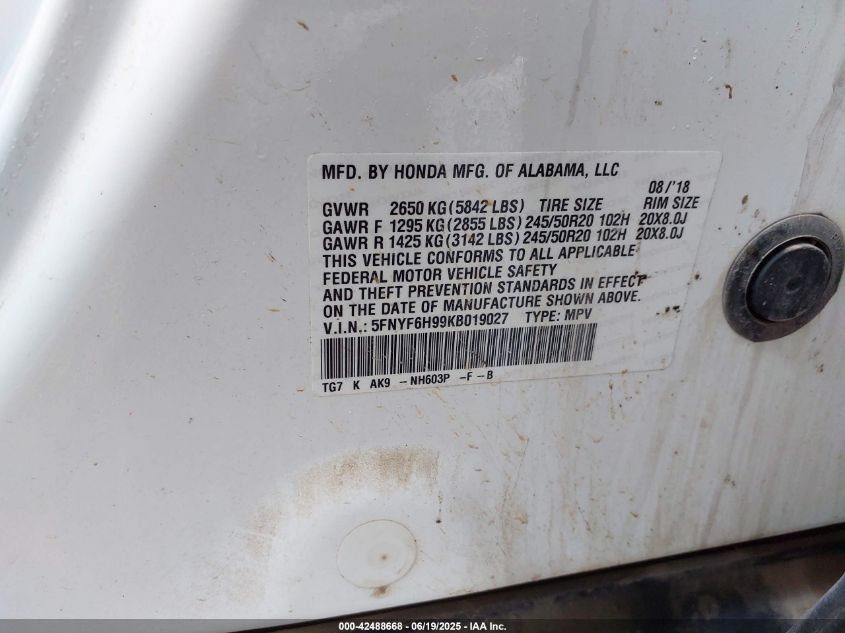 MFD. BY HONDA MFG. OF ALABAMA, LLC
08/'18
GVWR 2650 KG(5842 LBS) TIRE SIZE RIM SIZE
GAWR F 1295 KG(2855 LBS) 245/50R20 102H 20X8.0J
GAWR R 1425 KG(3142 LBS) 245/50R20 102H 20X8.0J
THIS VEHICLE CONFORMS TO ALL APPLICABLE
FEDERAL MOTOR VEHICLE SAFETY
AND THEFT PREVENTION STANDARDS IN EFFECT
ON THE DATE OF MANUFACTURE SHOWN ABOVE.
V.I.N.: 5FNYF6H99KB019027 TYPE: MPV
TG7 K AK9 -NH603P -F-B
000-42488668 - 06/19/2025 - IAA Inc.